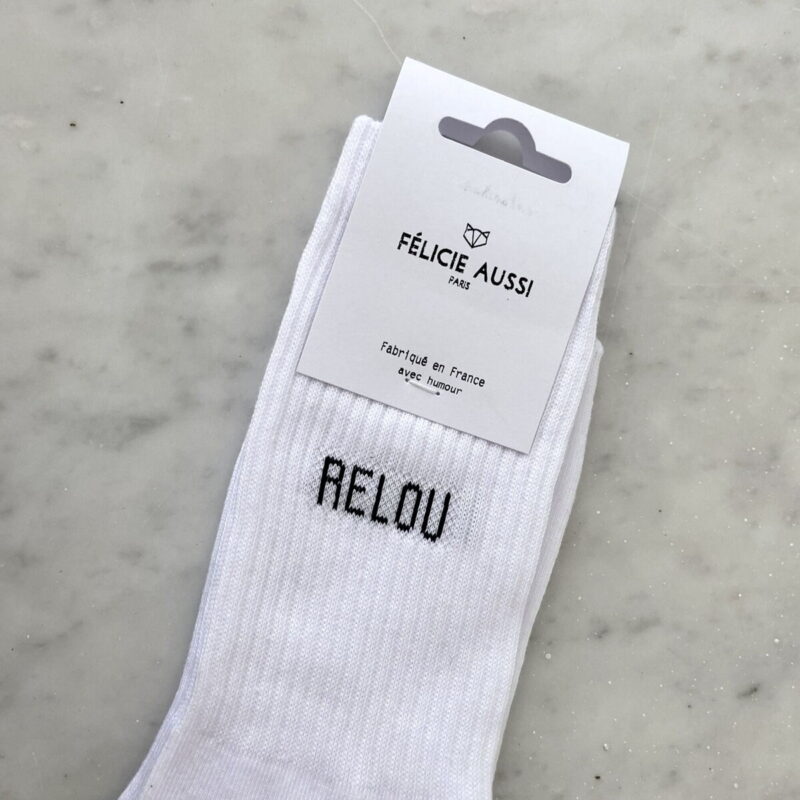 FÉLICIE AUSSI
PARIS
Fabriqué en France
avec humour
RELOU